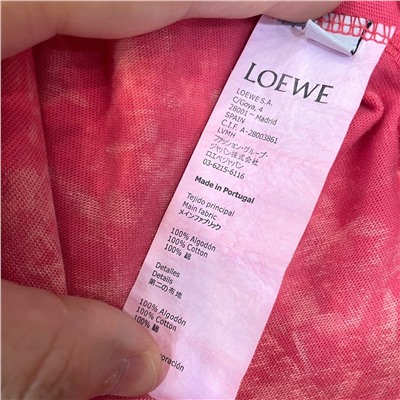 LOEWE
LOEWE S.A.
C/Goya, 4
28001 – Madrid
SPAIN
C.I.F. A-28003861
LVMH
ファッション・グループ・
ジャパン株式会社
ロエベジャパン
03-6215-6116
Made in Portugal
Tejido principal
Main fabric
メインファブリック
100% Algodón
100% Cotton
100% 綿
Detalles
Details
第二の布地
100% Algodón
100% Cotton
100% 綿
oración